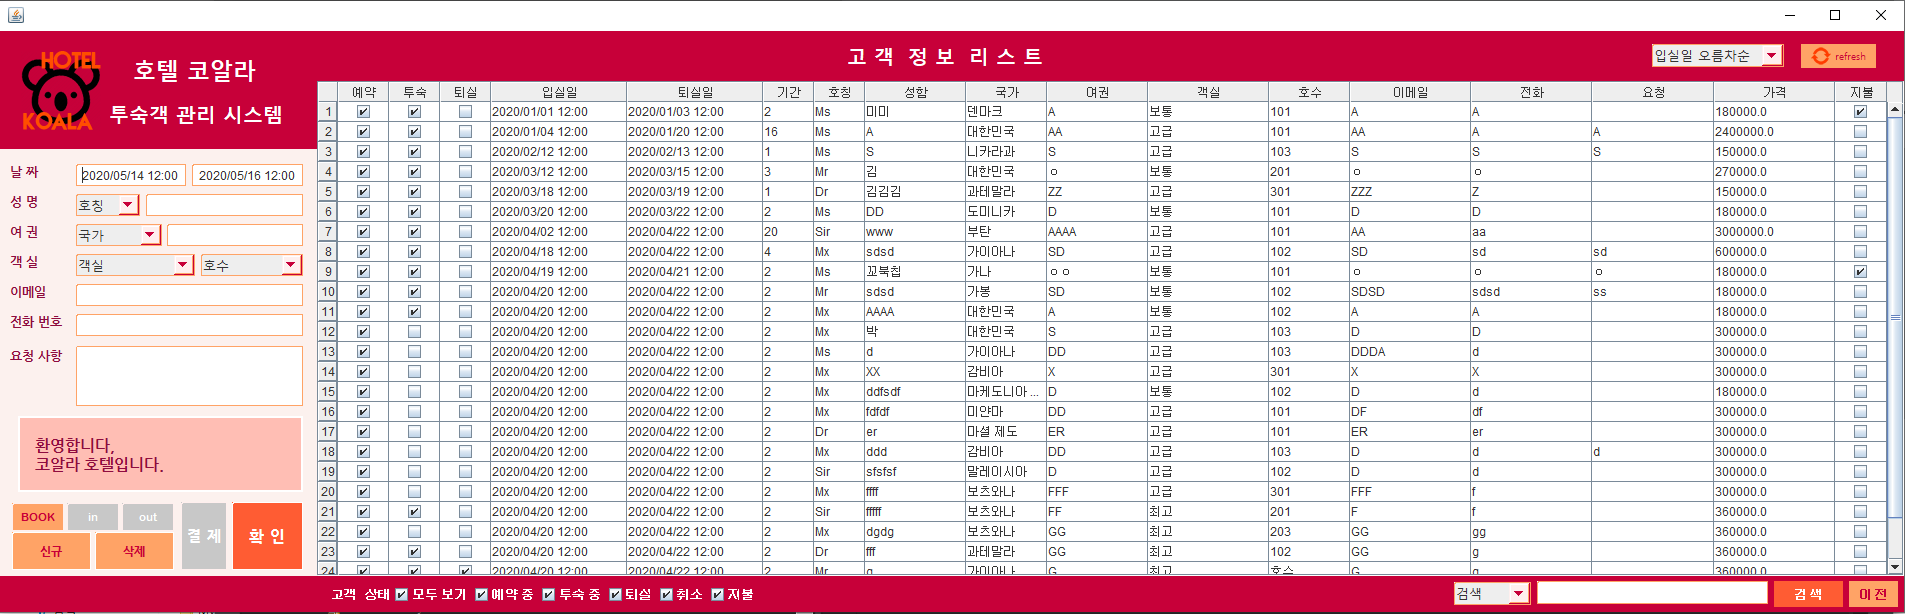 HOTEL
KOALA
호텔 코알라
투숙객 관리 시스템
고 객 정 보 리 스 트
입실일 오름차순
refresh
날 짜 2020/05/14 12:00 2020/05/16 12:00
성 명 호칭
여 권 국가
객 실 객실 호수
이메일
전화 번호
요청 사항
환영합니다,
코알라 호텔입니다.
BOOK in out
신규 삭제
결 제
확 인
예약 투숙 퇴실 입실일 퇴실일 기간 호칭 성함 국가 여권 객실 호수 이메일 전화 요청 가격 지불
1 2020/01/01 12:00 2020/01/03 12:00 2 Ms 미미 덴마크 A 보통 101 A A 180000.0
2 2020/01/04 12:00 2020/01/20 12:00 16 Ms A 대한민국 AA 고급 101 AA A A 2400000.0
3 2020/02/12 12:00 2020/02/13 12:00 1 Ms S 니카라과 S 고급 103 S S S 150000.0
4 2020/03/12 12:00 2020/03/15 12:00 3 Mr 김 대한민국 ㅇ 보통 201 ㅇ ㅇ 270000.0
5 2020/03/18 12:00 2020/03/19 12:00 1 Dr 김김김 과테말라 ZZ 고급 301 ZZZ Z 150000.0
6 2020/03/20 12:00 2020/03/22 12:00 2 Ms DD 도미니카 D 보통 101 D D 180000.0
7 2020/04/02 12:00 2020/04/22 12:00 20 Sir www 부탄 AAAA 고급 101 AA aa 3000000.0
8 2020/04/18 12:00 2020/04/22 12:00 4 Mx sdsd 가이아나 SD 고급 102 SD sd sd 600000.0
9 2020/04/19 12:00 2020/04/21 12:00 2 Ms 꼬북칩 가나 ㅇㅇ 보통 101 ㅇ ㅇ ㅇ 180000.0
10 2020/04/20 12:00 2020/04/22 12:00 2 Mr sdsd 가봉 SD 보통 102 SDSD sdsd ss 180000.0
11 2020/04/20 12:00 2020/04/22 12:00 2 Mx AAAA 대한민국 A 보통 102 A A 180000.0
12 2020/04/20 12:00 2020/04/22 12:00 2 Mx 박 대한민국 S 고급 103 D D 300000.0
13 2020/04/20 12:00 2020/04/22 12:00 2 Ms d 가이아나 DD 고급 103 DDDA d 300000.0
14 2020/04/20 12:00 2020/04/22 12:00 2 Mx XX 감비아 X 고급 301 X X 300000.0
15 2020/04/20 12:00 2020/04/22 12:00 2 Mx ddfsdf 마케도니아 ... D 보통 102 D d 180000.0
16 2020/04/20 12:00 2020/04/22 12:00 2 Mx fdfdf 미얀마 DD 고급 101 DF df 300000.0
17 2020/04/20 12:00 2020/04/22 12:00 2 Dr er 마셜 제도 ER 고급 101 ER er 300000.0
18 2020/04/20 12:00 2020/04/22 12:00 2 Mx ddd 감비아 DD 고급 103 D d d 300000.0
19 2020/04/20 12:00 2020/04/22 12:00 2 Sir sfsfsf 말레이시아 D 고급 102 D d 300000.0
20 2020/04/20 12:00 2020/04/22 12:00 2 Mx ffff 보츠와나 FFF 고급 301 FFF f 300000.0
21 2020/04/20 12:00 2020/04/22 12:00 2 Sir fffff 보츠와나 FF 최고 201 F f 360000.0
22 2020/04/20 12:00 2020/04/22 12:00 2 Mx dgdg 보츠와나 GG 최고 203 GG gg 360000.0
23 2020/04/20 12:00 2020/04/22 12:00 2 Dr fff 과테말라 GG 최고 102 GG g 360000.0
24 2020/04/20 12:00 2020/04/22 12:00 2 Mr g 가이아나 G 최고 호수 G g 360000.0
고객 상태 모두 보기 예약 중 투숙 중 퇴실 취소 지불
검색 검 색 이 전